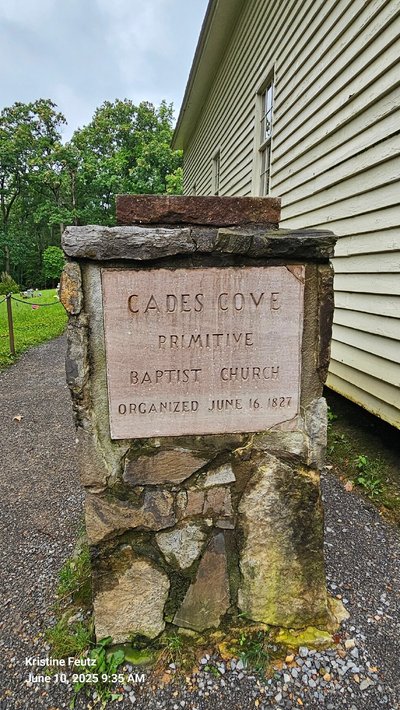 CADES COVE
PRIMITIVE
BAPTIST CHURCH
ORGANIZED JUNE 16 1827
Kristine Feutz
June 10, 2025 9:35 AM